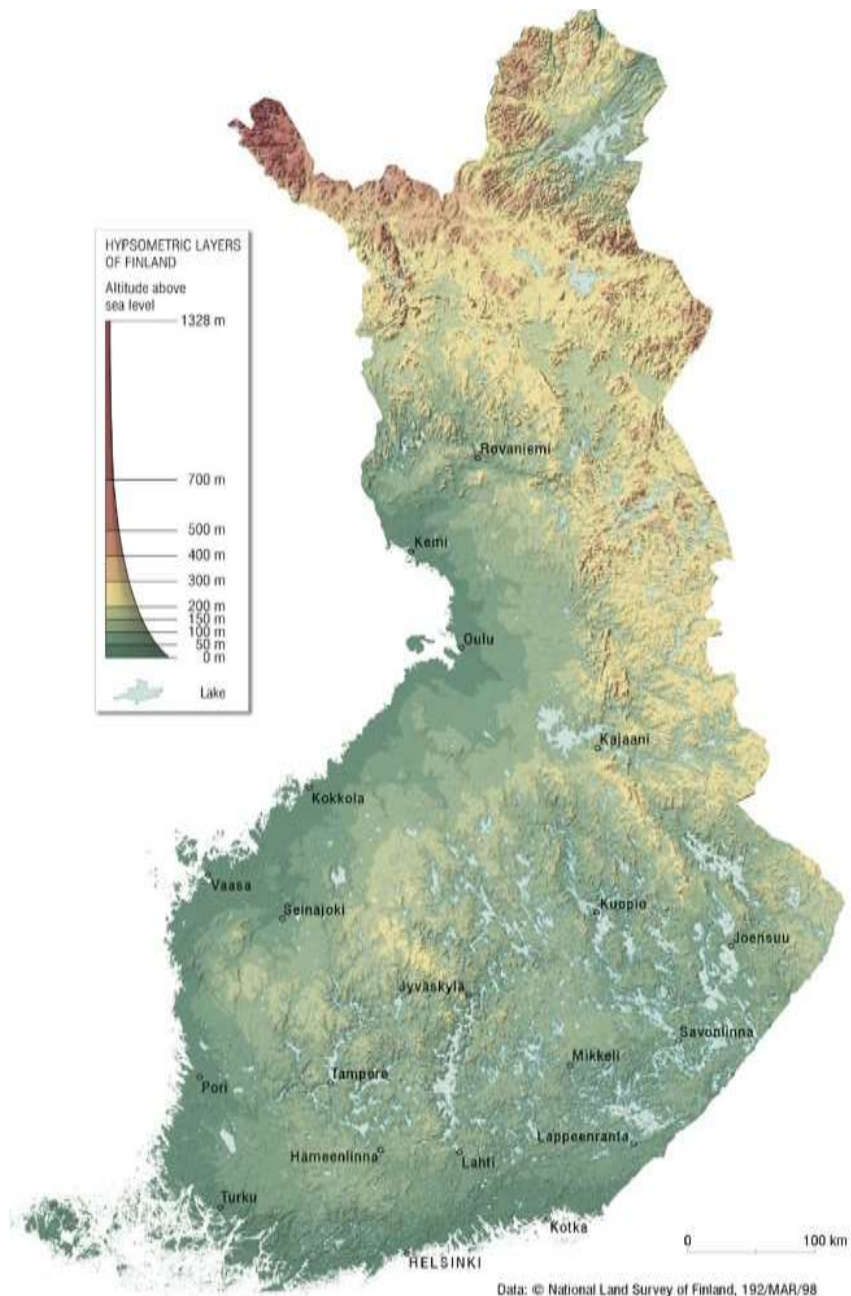 HYPSOMETRIC LAYERS
OF FINLAND
Altitude above
sea level
1328 m
700 m
500 m
400 m
300 m
200 m
150 m
100 m
50 m
0 m
Lake
Rovaniemi
Kemi
Oulu
Kajaani
Kokkola
Vaasa
Seinäjoki
Kuopio
Joensuu
Jyväskylä
Savonlinna
Mikkeli
Tampere
Pori
Lappeenranta
Hämeenlinna
Lahti
Turku
Kotka
HELSINKI
0 100 km
Data: © National Land Survey of Finland, 192/MAR/98